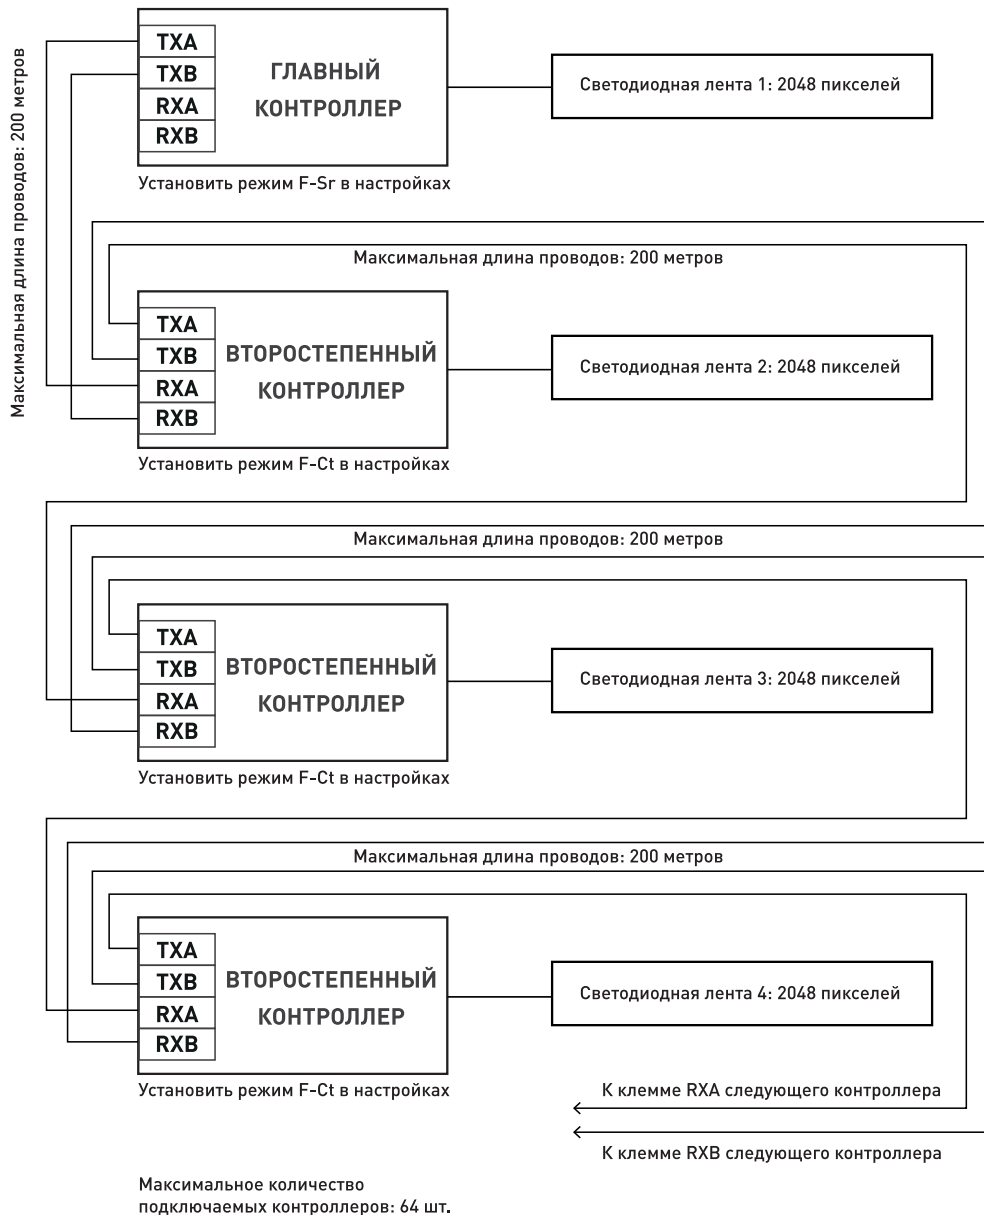 Максимальная длина проводов: 200 метров
TXA
TXB
RXA
RXB
ГЛАВНЫЙ
КОНТРОЛЛЕР
Светодиодная лента 1: 2048 пикселей
Установить режим F-Sr в настройках
Максимальная длина проводов: 200 метров
TXA
TXB
RXA
RXB
ВТОРОСТЕПЕННЫЙ
КОНТРОЛЛЕР
Светодиодная лента 2: 2048 пикселей
Установить режим F-Ct в настройках
Максимальная длина проводов: 200 метров
TXA
TXB
RXA
RXB
ВТОРОСТЕПЕННЫЙ
КОНТРОЛЛЕР
Светодиодная лента 3: 2048 пикселей
Установить режим F-Ct в настройках
Максимальная длина проводов: 200 метров
TXA
TXB
RXA
RXB
ВТОРОСТЕПЕННЫЙ
КОНТРОЛЛЕР
Светодиодная лента 4: 2048 пикселей
Установить режим F-Ct в настройках
К клемме RXA следующего контроллера
К клемме RXB следующего контроллера
Максимальное количество
подключаемых контроллеров: 64 шт.